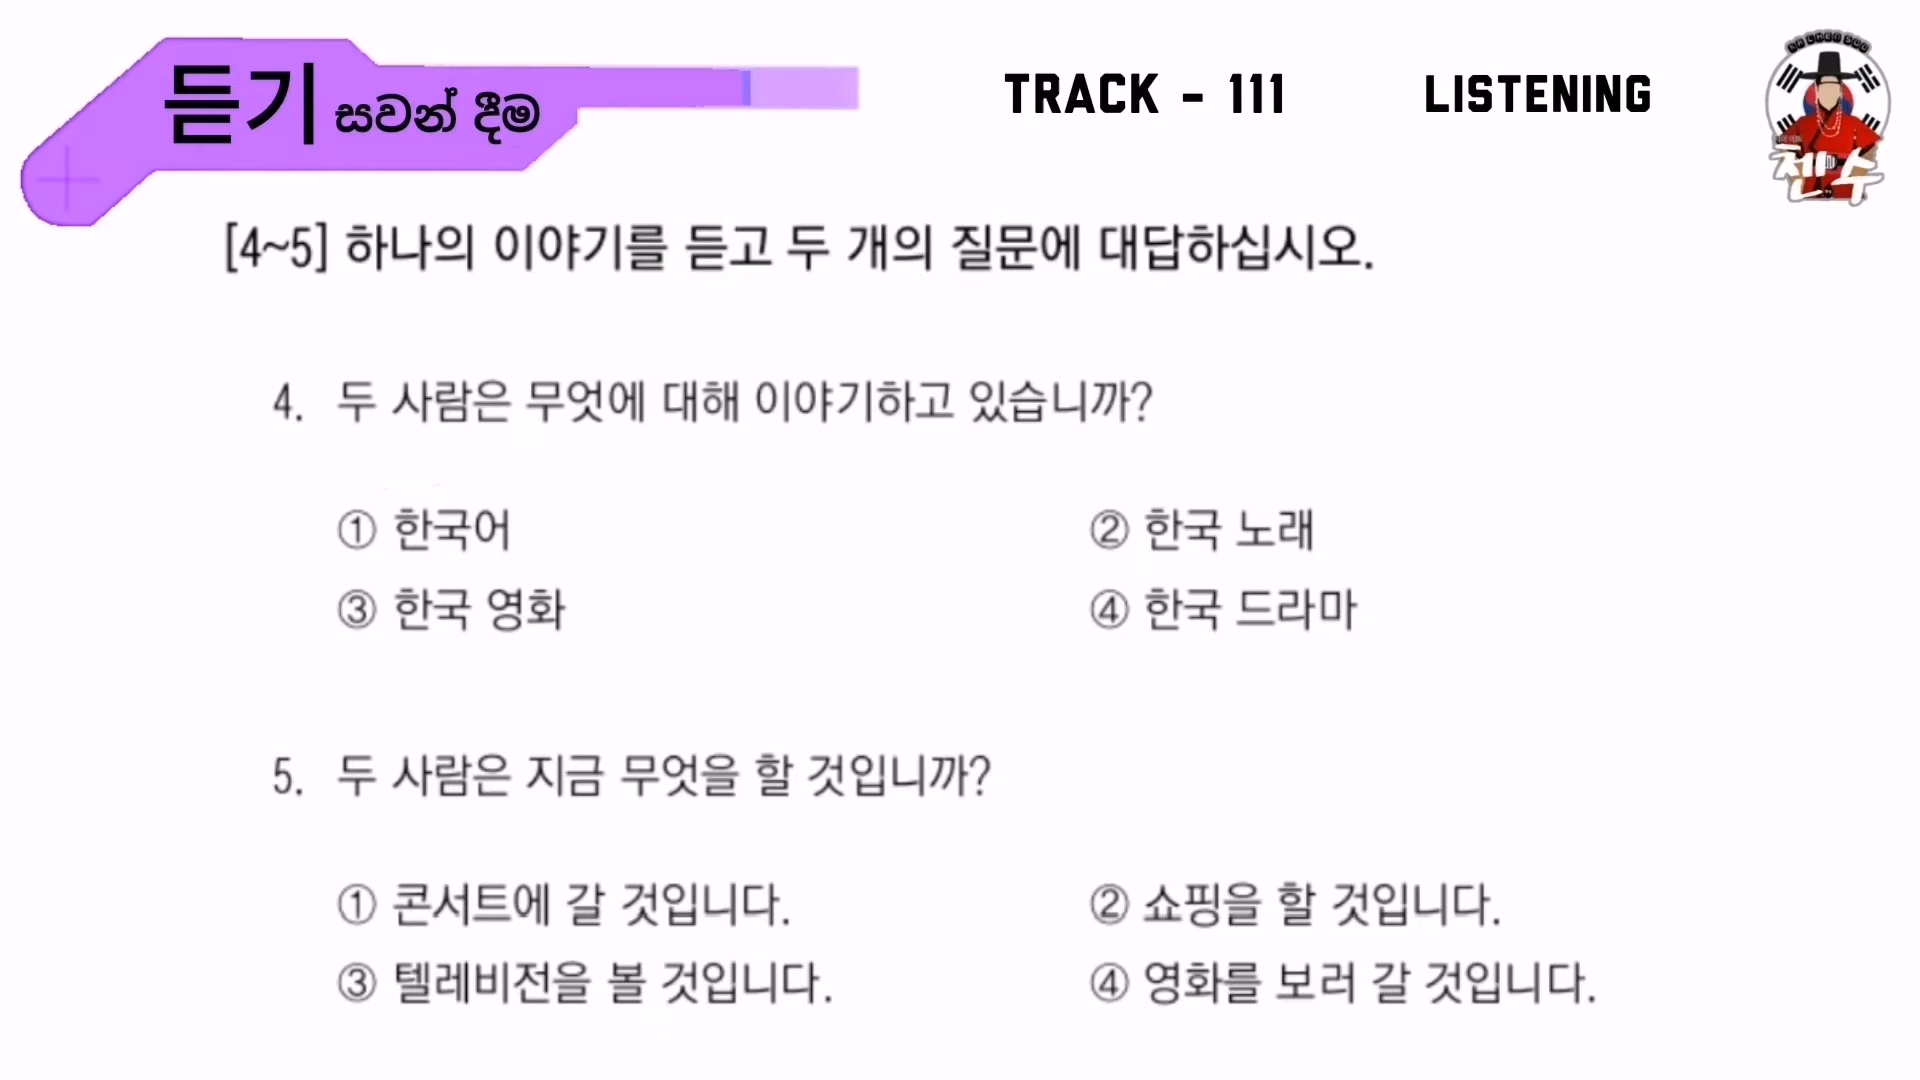 듣기 සවන් දීම
TRACK - 111 LISTENING
천수
[4~5] 하나의 이야기를 듣고 두 개의 질문에 대답하십시오.
4. 두 사람은 무엇에 대해 이야기하고 있습니까?
① 한국어 ② 한국 노래
③ 한국 영화 ④ 한국 드라마
5. 두 사람은 지금 무엇을 할 것입니까?
① 콘서트에 갈 것입니다. ② 쇼핑을 할 것입니다.
③ 텔레비전을 볼 것입니다. ④ 영화를 보러 갈 것입니다.